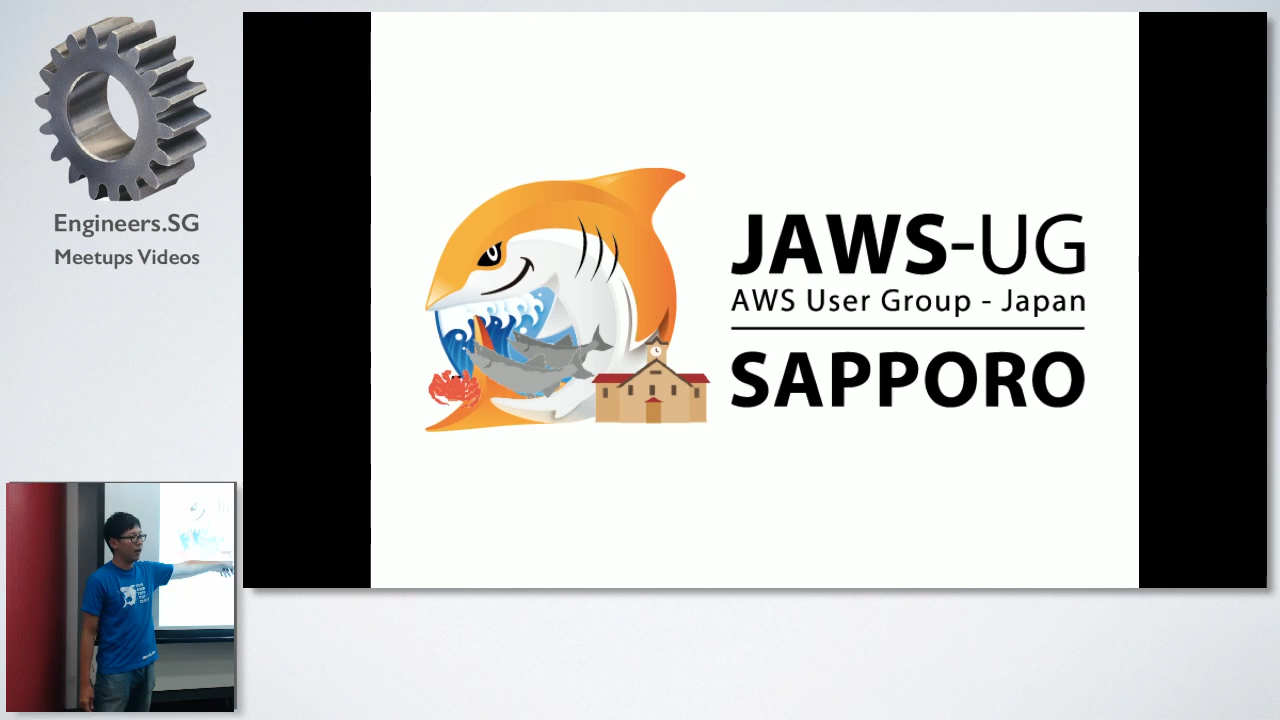 Engineers.SG
Meetups Videos
JAWS-UG
AWS User Group - Japan
SAPPORO